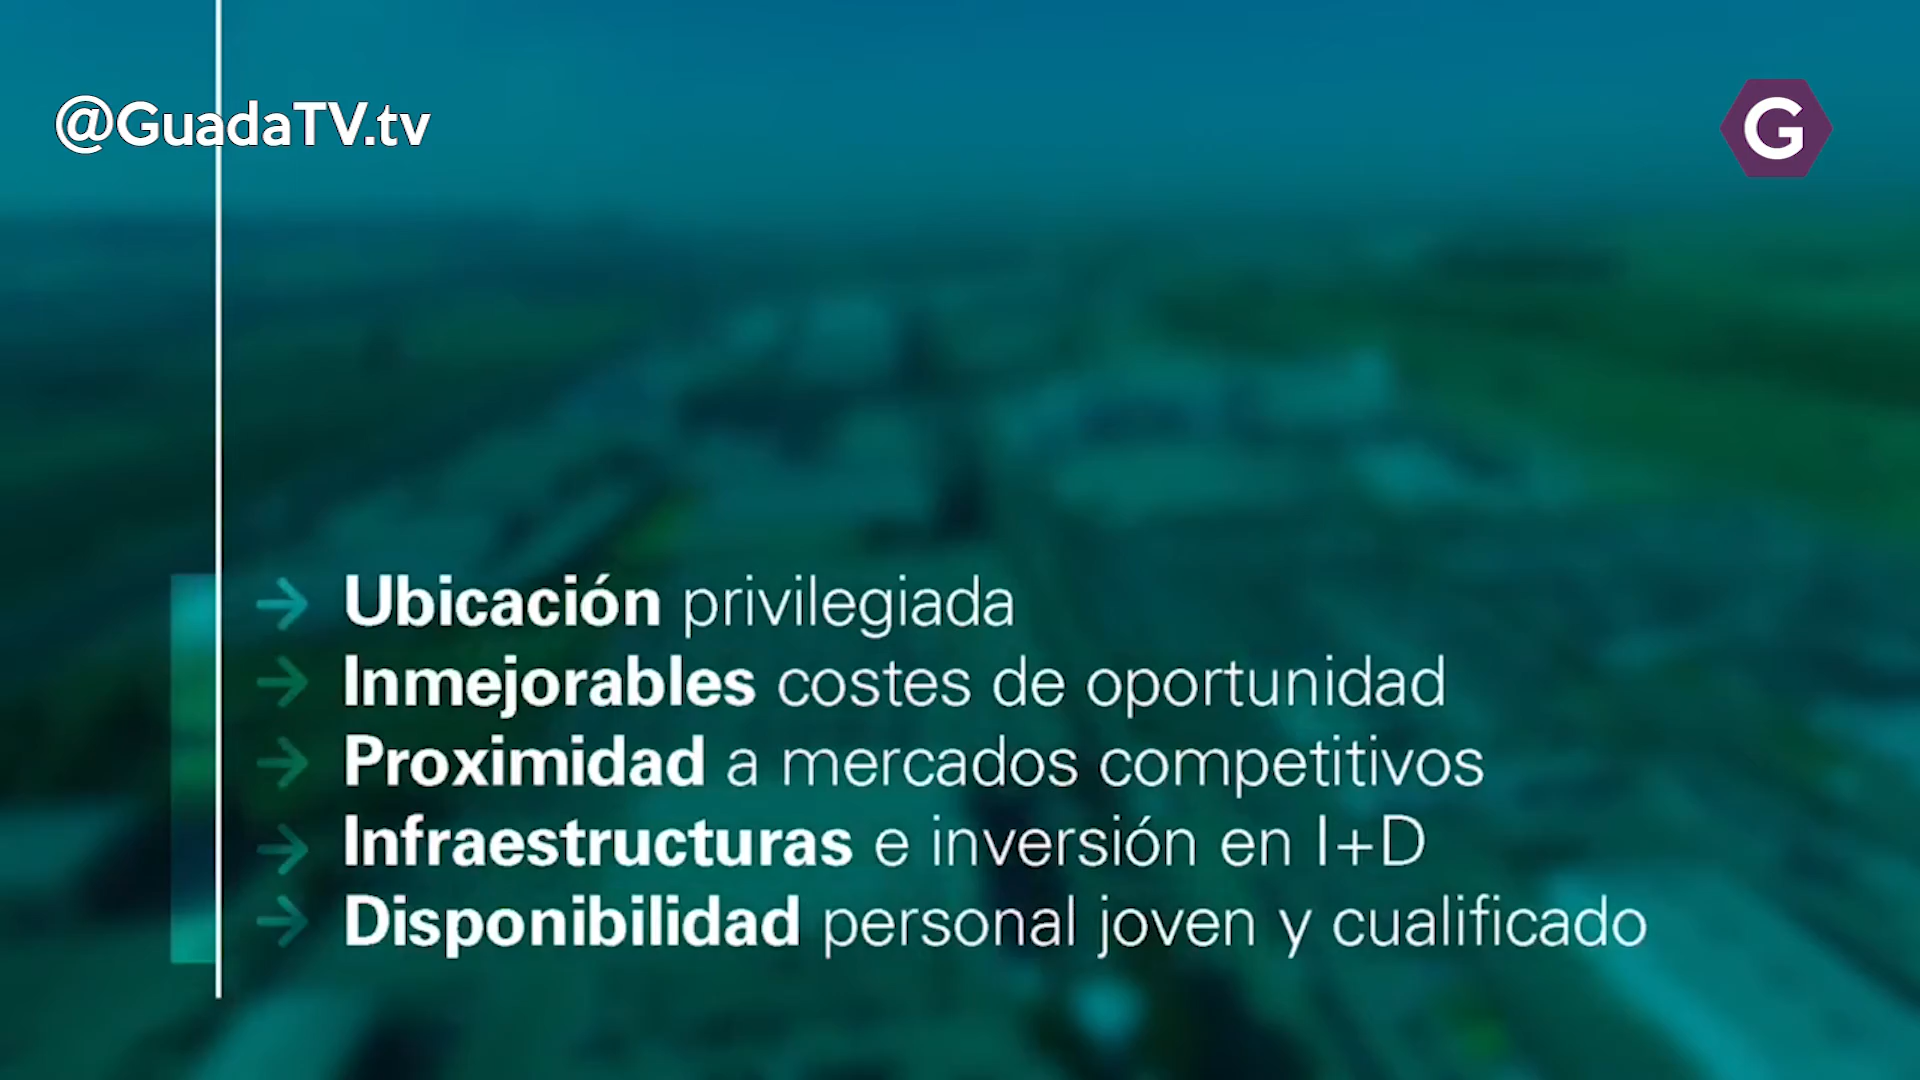 @GuadaTV.tv
G
Ubicación privilegiada
Inmejorables costes de oportunidad
Proximidad a mercados competitivos
Infraestructuras e inversión en I+D
Disponibilidad personal joven y cualificado